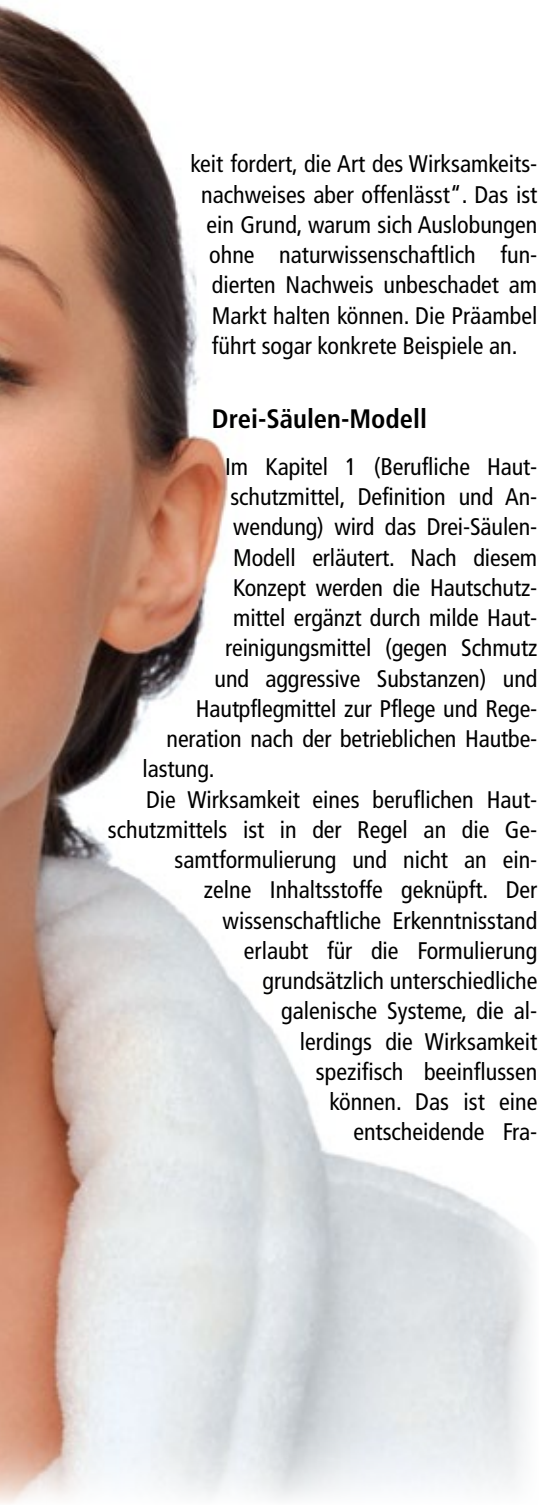 keit fordert, die Art des Wirksamkeits-
nachweises aber offenlässt“. Das ist
ein Grund, warum sich Auslobungen
ohne naturwissenschaftlich fun-
dierten Nachweis unbeschadet am
Markt halten können. Die Präambel
führt sogar konkrete Beispiele an.
Drei-Säulen-Modell
Im Kapitel 1 (Berufliche Haut-
schutzmittel, Definition und An-
wendung) wird das Drei-Säulen-
Modell erläutert. Nach diesem
Konzept werden die Hautschutz-
mittel ergänzt durch milde Haut-
reinigungsmittel (gegen Schmutz
und aggressive Substanzen) und
Hautpflegmittel zur Pflege und Rege-
neration nach der betrieblichen Hautbe-
lastung.
Die Wirksamkeit eines beruflichen Haut-
schutzmittels ist in der Regel an die Ge-
samtformulierung und nicht an ein-
zelne Inhaltsstoffe geknüpft. Der
wissenschaftliche Erkenntnisstand
erlaubt für die Formulierung
grundsätzlich unterschiedliche
galenische Systeme, die al-
lerdings die Wirksamkeit
spezifisch beeinflussen
können. Das ist eine
entscheidende Fra-